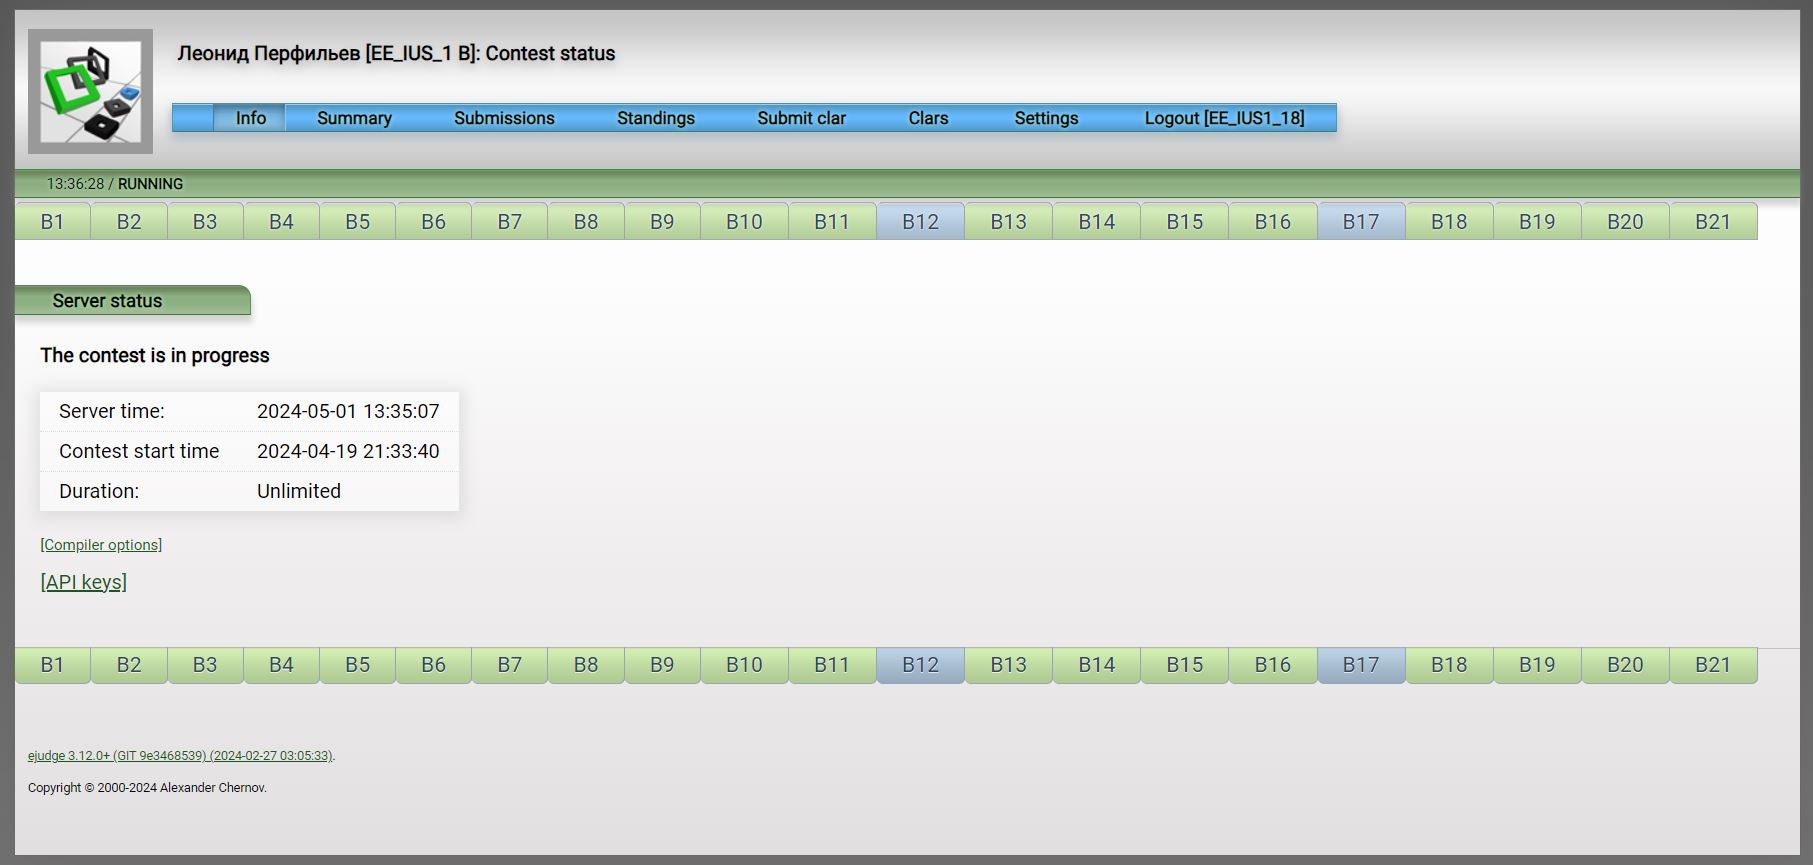 Леонид Перфильев [EE_IUS_1 B]: Contest status
Info Summary Submissions Standings Submit clar Clars Settings Logout [EE_IUS1_18]
13:36:28 / RUNNING
B1 B2 B3 B4 B5 B6 B7 B8 B9 B10 B11 B12 B13 B14 B15 B16 B17 B18 B19 B20 B21
Server status
The contest is in progress
Server time: 2024-05-01 13:35:07
Contest start time 2024-04-19 21:33:40
Duration: Unlimited
[Compiler options]
[API keys]
B1 B2 B3 B4 B5 B6 B7 B8 B9 B10 B11 B12 B13 B14 B15 B16 B17 B18 B19 B20 B21
ejudge 3.12.0+ (GIT 9e3468539) (2024-02-27 03:05:33).
Copyright © 2000-2024 Alexander Chernov.